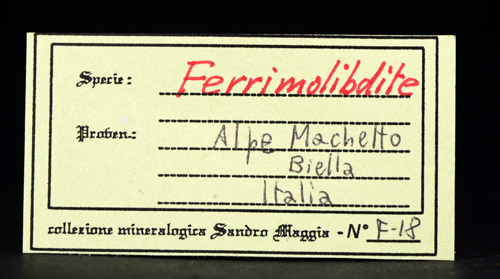 Specie: Ferrimolibdite
Proven.: Alpe Machetto
Biella
Italia
collezione mineralogica Sandro Maggia - N° F-18